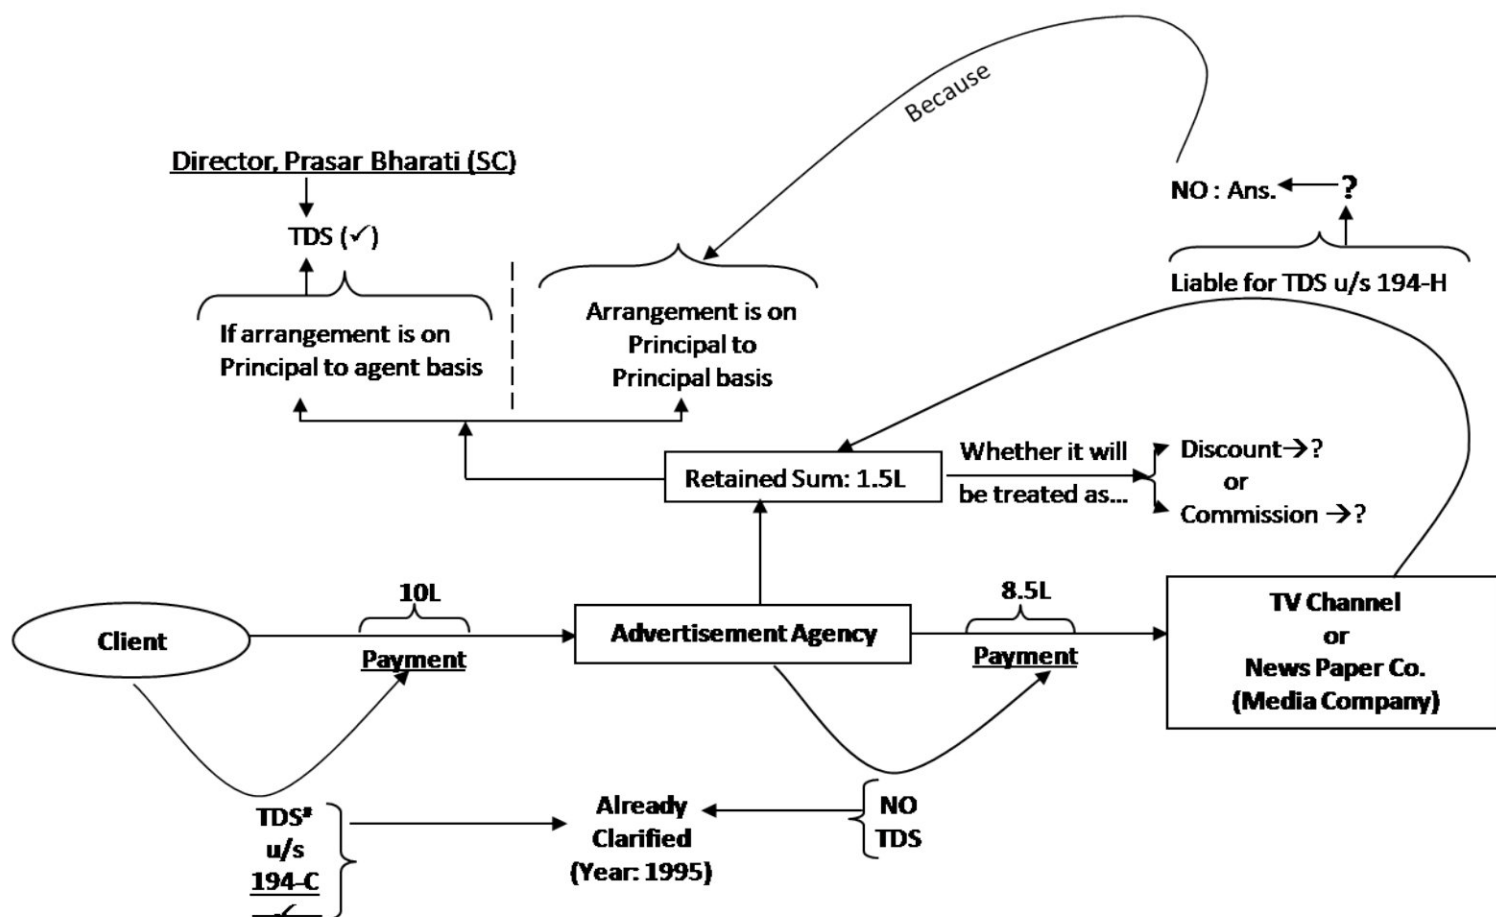 Because
Director, Prasar Bharati (SC)
NO : Ans.
?
TDS (✓)
Liable for TDS u/s 194-H
If arrangement is on
Principal to agent basis
Arrangement is on
Principal to
Principal basis
Retained Sum: 1.5L
Whether it will
be treated as...
Discount→?
or
Commission →?
Client
10L
Payment
Advertisement Agency
8.5L
Payment
TV Channel
or
News Paper Co.
(Media Company)
TDS#
u/s
194-C
✓
Already
Clarified
(Year: 1995)
NO
TDS